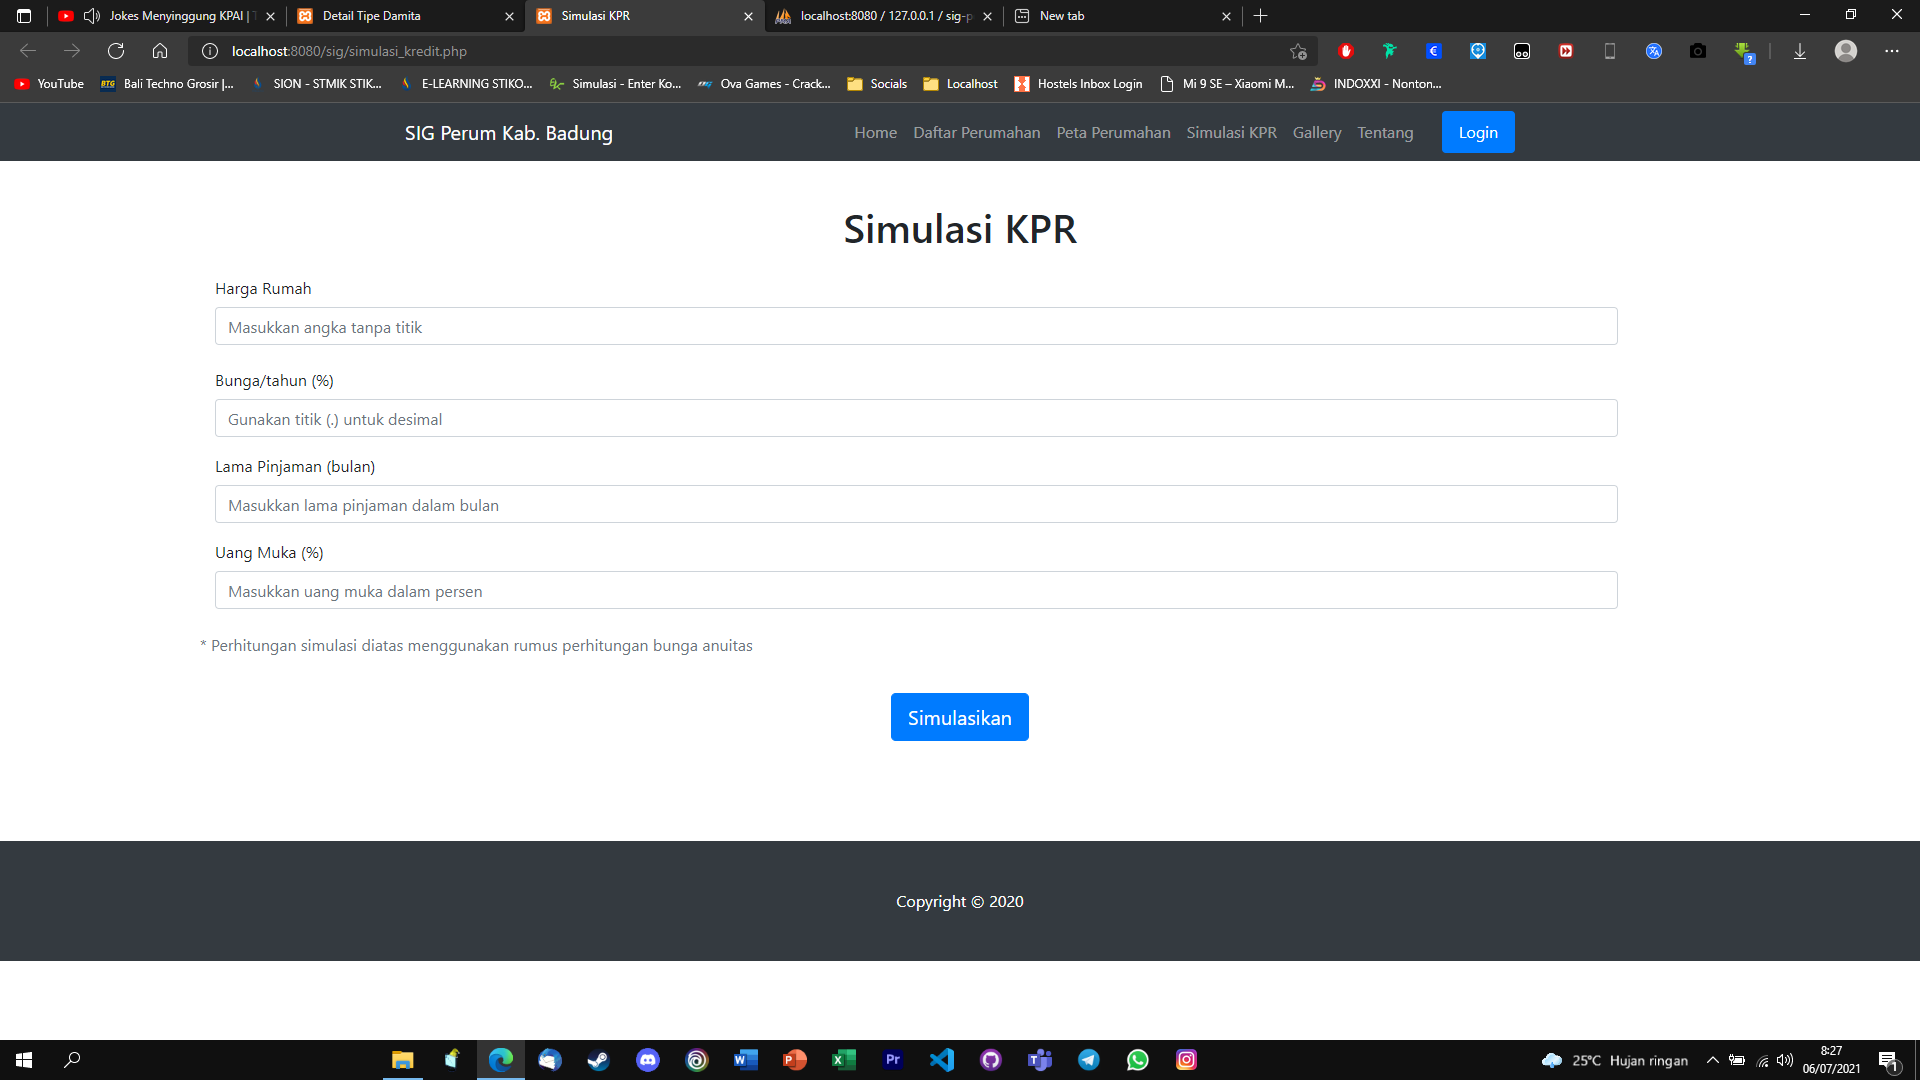 Jokes Menyinggung KPAI |
Detail Tipe Damita
Simulasi KPR
localhost:8080 / 127.0.0.1 / sig-p
New tab
localhost:8080/sig/simulasi_kredit.php
YouTube
BTG
Bali Techno Grosir |...
SION - STMIK STIK...
E-LEARNING STIKO...
Simulasi - Enter Ko...
Ova Games - Crack...
Socials
Localhost
Hostels Inbox Login
Mi 9 SE – Xiaomi M...
INDOXXI - Nonton...
SIG Perum Kab. Badung
Home
Daftar Perumahan
Peta Perumahan
Simulasi KPR
Gallery
Tentang
Login
Simulasi KPR
Harga Rumah
Masukkan angka tanpa titik
Bunga/tahun (%)
Gunakan titik (.) untuk desimal
Lama Pinjaman (bulan)
Masukkan lama pinjaman dalam bulan
Uang Muka (%)
Masukkan uang muka dalam persen
* Perhitungan simulasi diatas menggunakan rumus perhitungan bunga anuitas
Simulasikan
Copyright © 2020
25°C Hujan ringan
8:27
06/07/2021
1